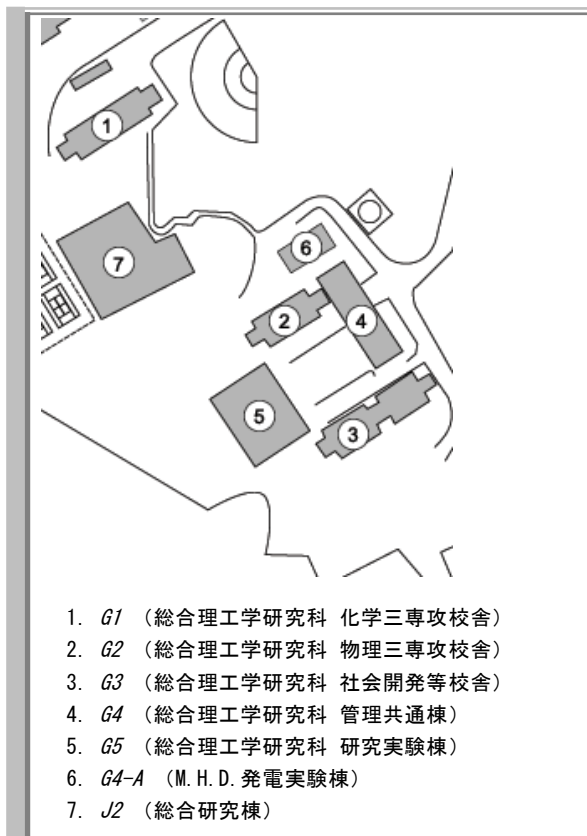 1
7
6
2
4
5
3
1. G1 （総合理工学研究科 化学三専攻校舎）
2. G2 （総合理工学研究科 物理三専攻校舎）
3. G3 （総合理工学研究科 社会開発等校舎）
4. G4 （総合理工学研究科 管理共通棟）
5. G5 （総合理工学研究科 研究実験棟）
6. G4-A （M.H.D.発電実験棟）
7. J2 （総合研究棟）